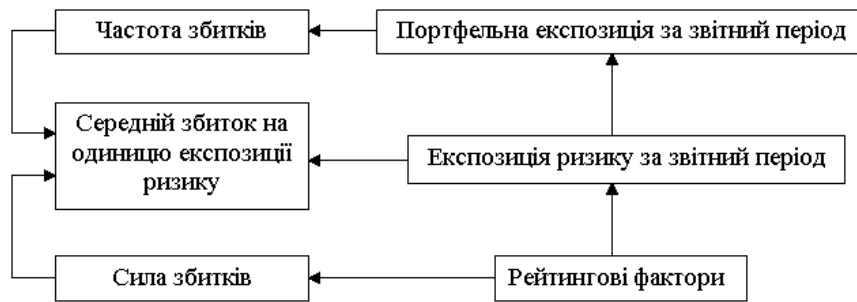 Частота збитків
Портфельна експозиція за звітний період
Середній збиток на
одиницю експозиції
ризику
Експозиція ризику за звітний період
Сила збитків
Рейтингові фактори